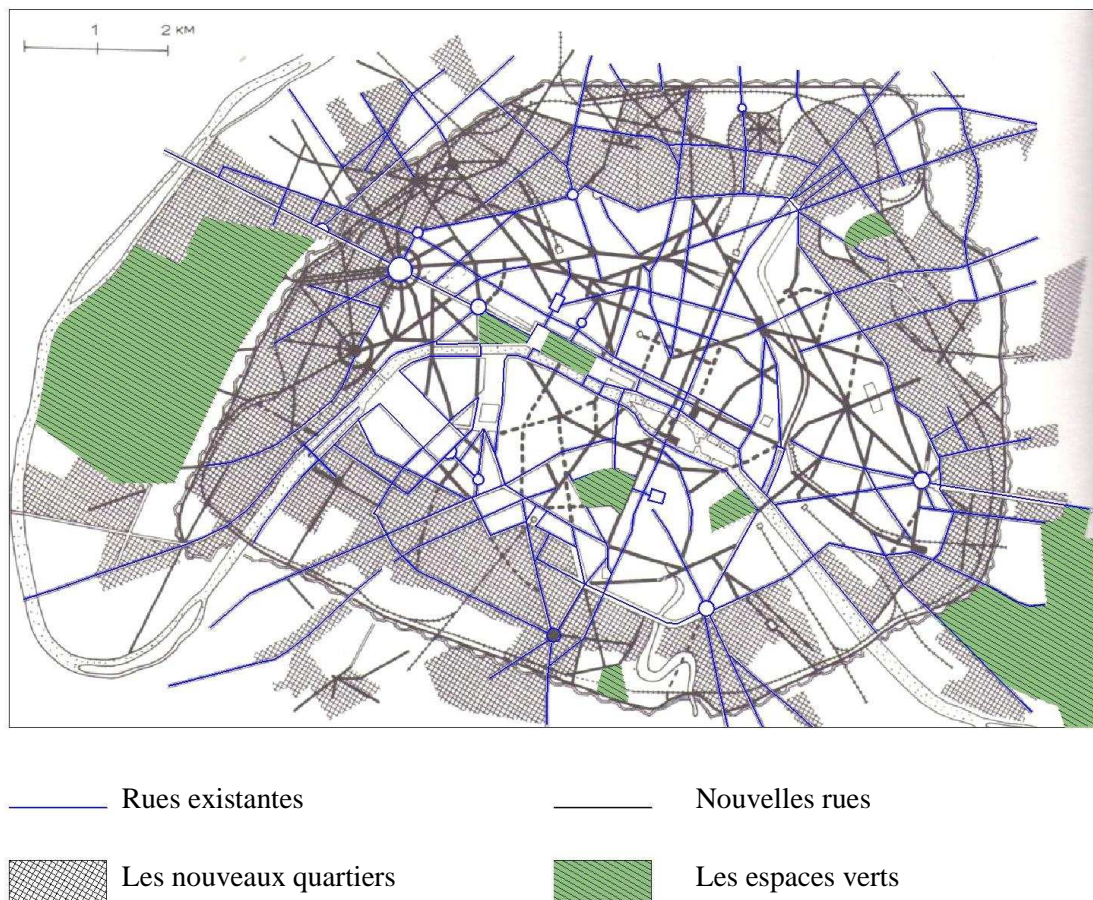 1 2 KM
Rues existantes
Nouvelles rues
Les nouveaux quartiers
Les espaces verts